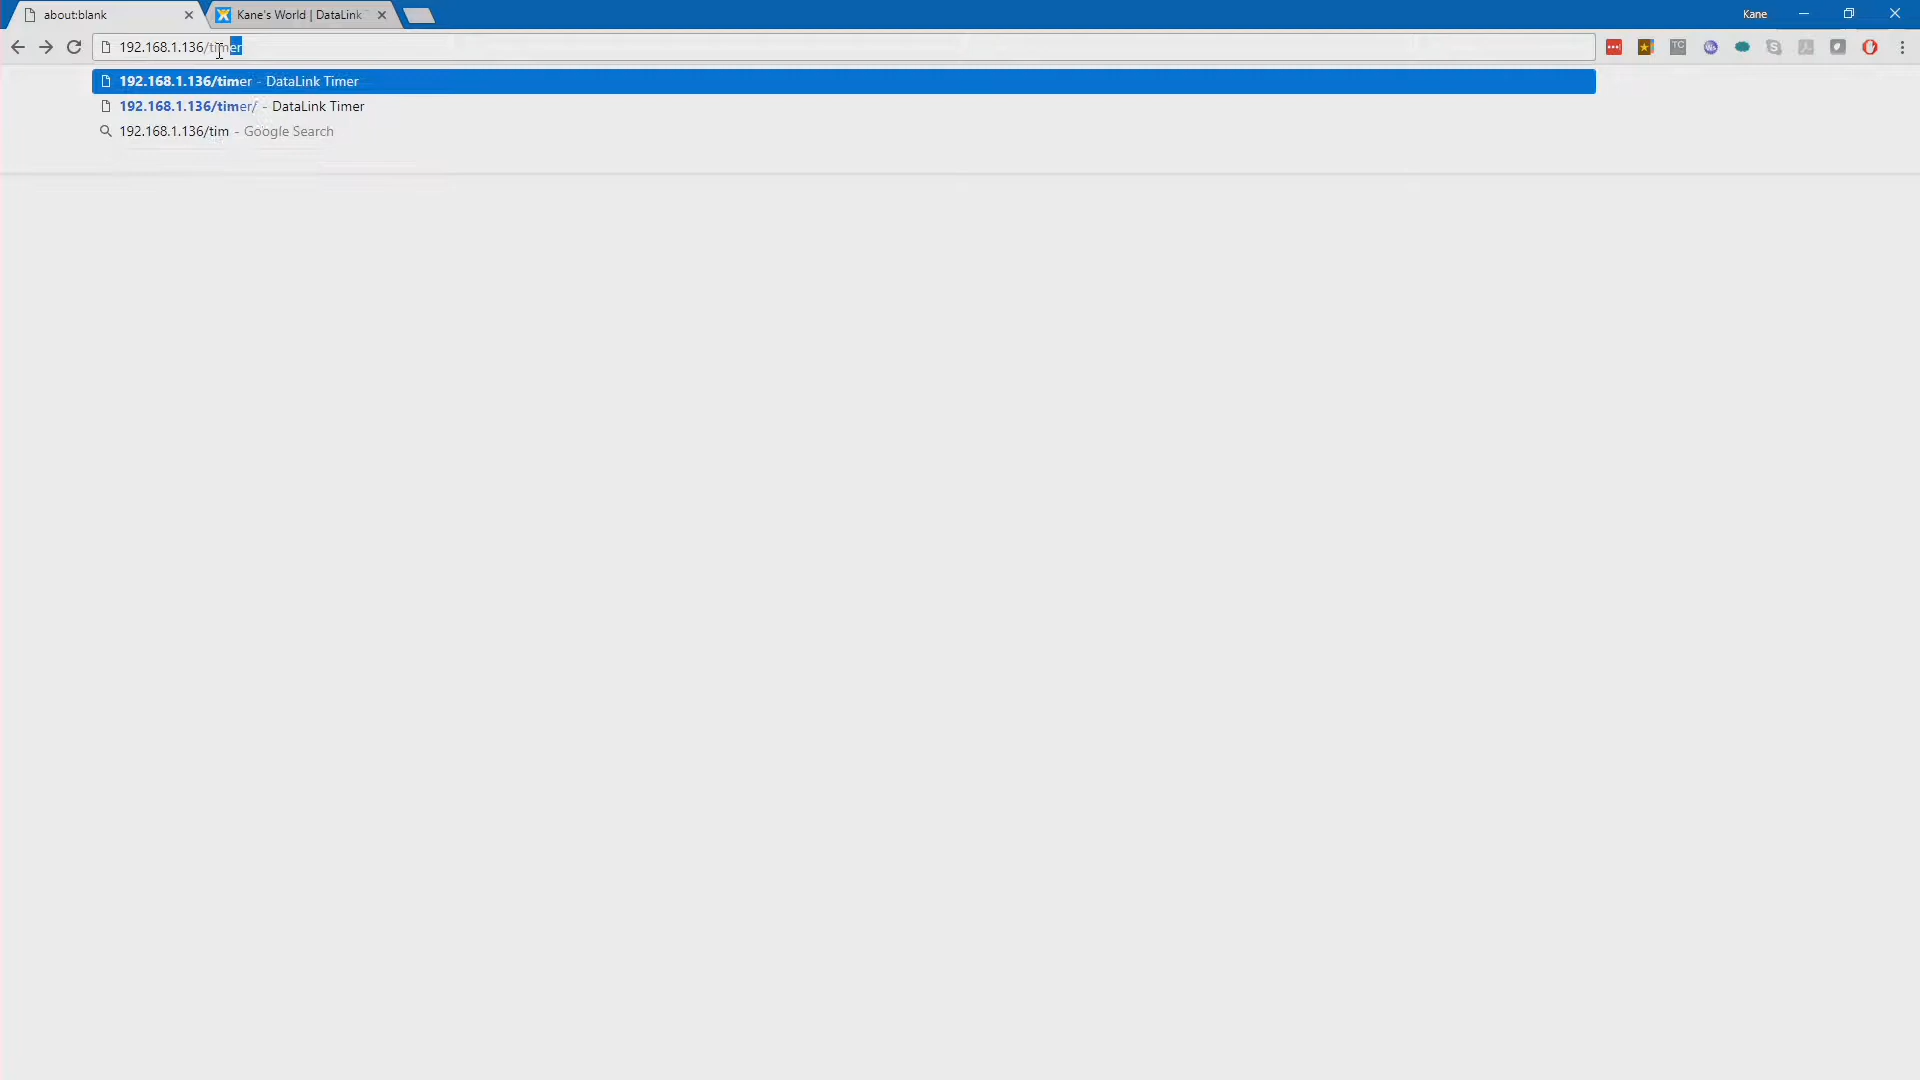 about:blank
Kane's World | DataLink
Kane
192.168.1.136/timer
TC
192.168.1.136/timer - DataLink Timer
192.168.1.136/timer/ - DataLink Timer
192.168.1.136/tim - Google Search